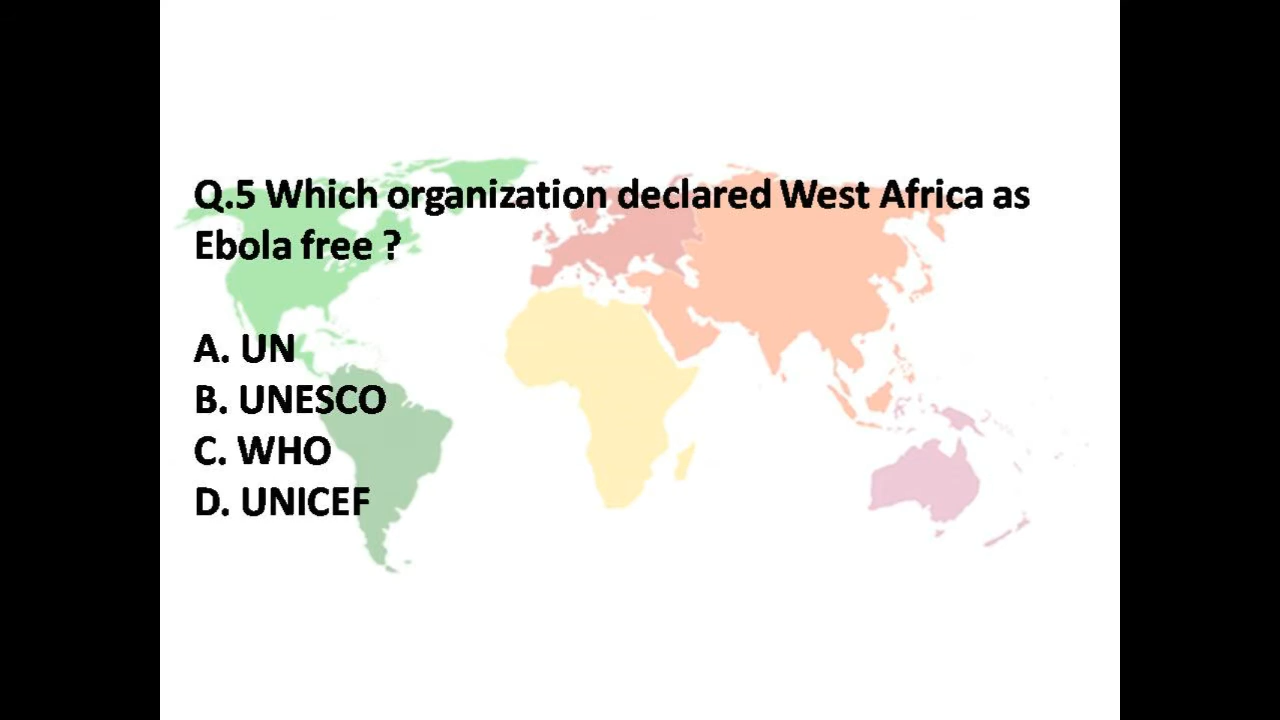 Q.5 Which organization declared West Africa as
Ebola free ?
A. UN
B. UNESCO
C. WHO
D. UNICEF